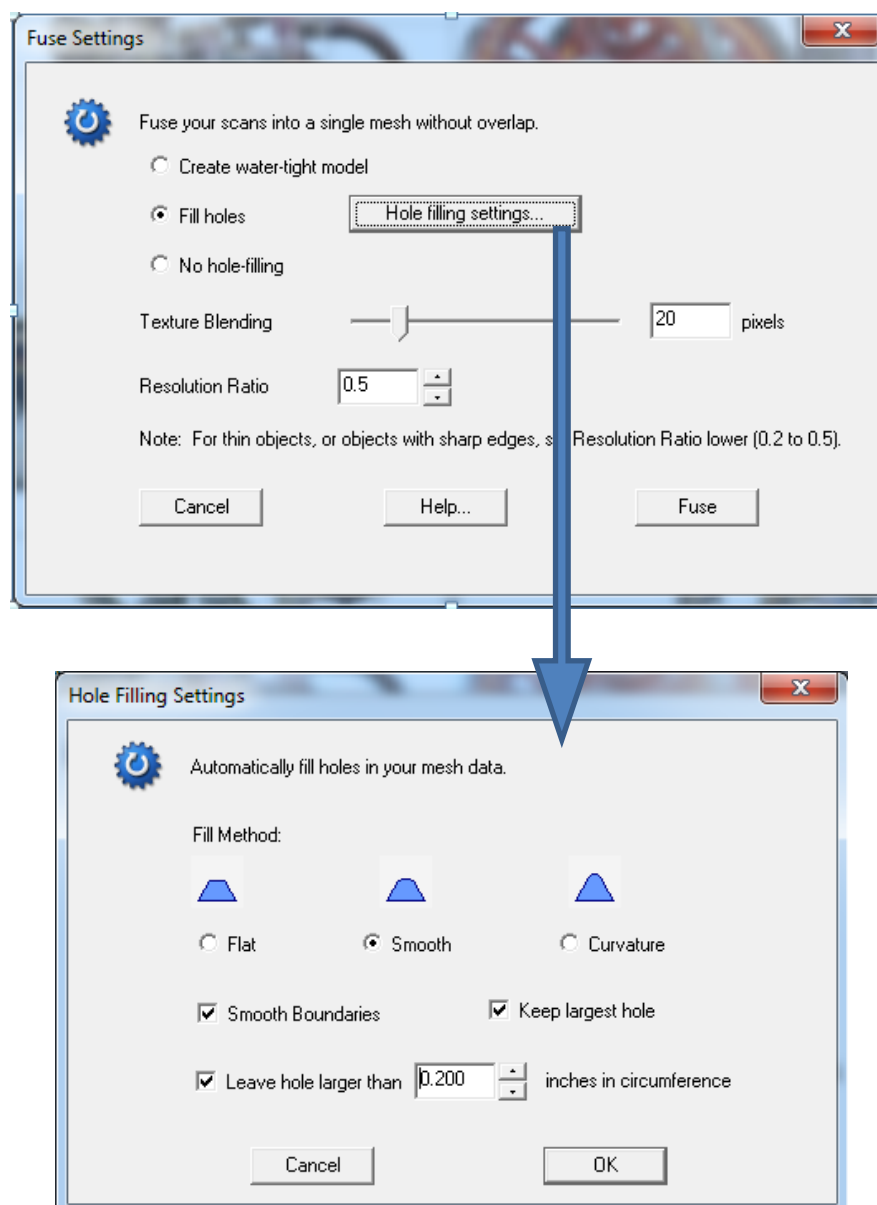 Fuse Settings
Fuse your scans into a single mesh without overlap.
Create water-tight model
Fill holes Hole filling settings...
No hole-filling
Texture Blending 20 pixels
Resolution Ratio 0.5
Note: For thin objects, or objects with sharp edges, s Resolution Ratio lower (0.2 to 0.5).
Cancel Help... Fuse
Hole Filling Settings
Automatically fill holes in your mesh data.
Fill Method:
Flat Smooth Curvature
Smooth Boundaries Keep largest hole
Leave hole larger than 0.200 inches in circumference
Cancel OK